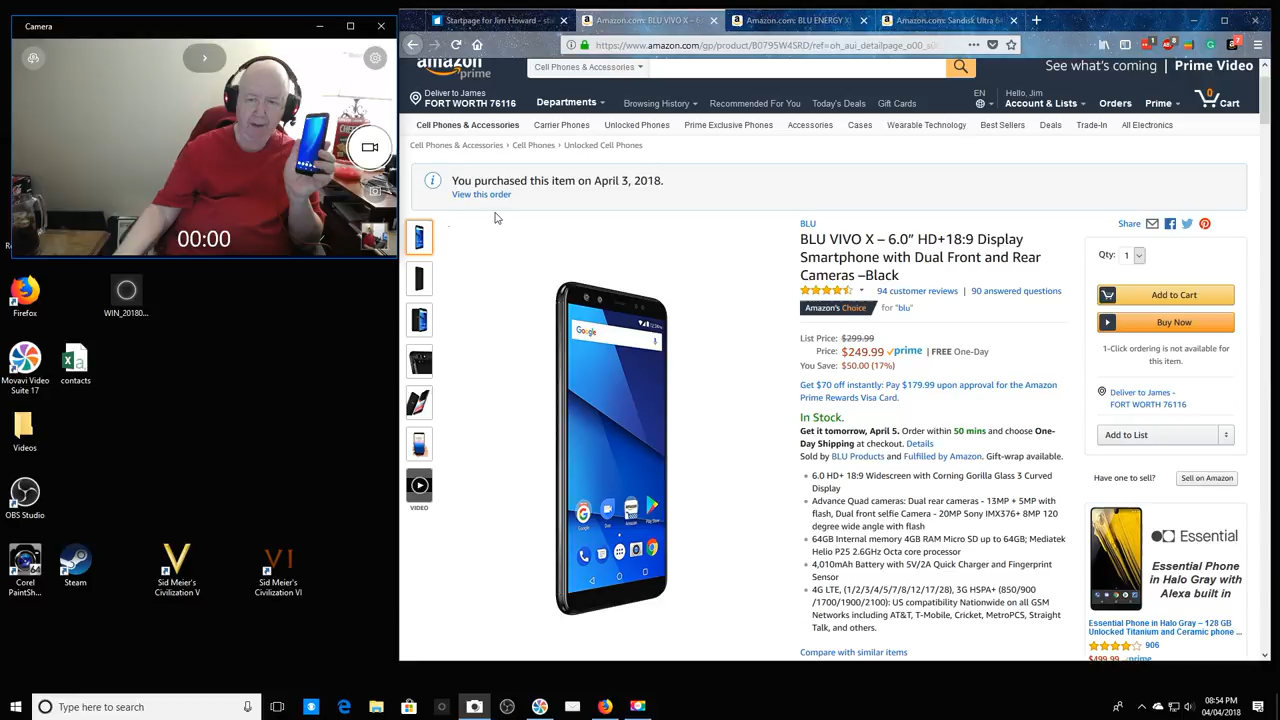 Camera
00:00
Firefox
WIN_20180...
Movavi Video
Suite 17
contacts
Videos
OBS Studio
Corel
PaintSh...
Steam
Sid Meier's
Civilization V
Sid Meier's
Civilization VI
Startpage for Jim Howard - sta
Amazon.com: BLU VIVO X – 6.
Amazon.com: BLU ENERGY X
Amazon.com: Sandisk Ultra 64
https://www.amazon.com/gp/product/B0795W4SRD/ref=oh_aui_detailpage_o00_s0
amazon
prime
Cell Phones & Accessories
See what's coming
Prime Video
Deliver to James
FORT WORTH 76116
Departments
Browsing History
Recommended For You
Today's Deals
Gift Cards
EN
Hello, Jim
Account & Lists
Orders
Prime
0
Cart
Cell Phones & Accessories
Carrier Phones
Unlocked Phones
Prime Exclusive Phones
Accessories
Cases
Wearable Technology
Best Sellers
Deals
Trade-In
All Electronics
Cell Phones & Accessories › Cell Phones › Unlocked Cell Phones
You purchased this item on April 3, 2018.
View this order
VIDEO
Google
BLU
BLU VIVO X – 6.0” HD+18:9 Display
Smartphone with Dual Front and Rear
Cameras –Black
94 customer reviews | 90 answered questions
Amazon's Choice for "blu"
List Price: $299.99
Price: $249.99 prime | FREE One-Day
You Save: $50.00 (17%)
Get $70 off instantly: Pay $179.99 upon approval for the Amazon
Prime Rewards Visa Card.
In Stock.
Get it tomorrow, April 5. Order within 50 mins and choose One-
Day Shipping at checkout. Details
Sold by BLU Products and Fulfilled by Amazon. Gift-wrap available.
6.0 HD+ 18:9 Widescreen with Corning Gorilla Glass 3 Curved
Display
Advance Quad cameras: Dual rear cameras - 13MP + 5MP with
flash, Dual front selfie Camera - 20MP Sony IMX376+ 8MP 120
degree wide angle with flash
64GB Internal memory 4GB RAM Micro SD up to 64GB; Mediatek
Helio P25 2.6GHz Octa core processor
4,010mAh Battery with 5V/2A Quick Charger and Fingerprint
Sensor
4G LTE, (1/2/3/4/5/7/8/12/17/28), 3G HSPA+ (850/900
/1700/1900/2100): US compatibility Nationwide on all GSM
Networks including AT&T, T-Mobile, Cricket, MetroPCS, Straight
Talk, and others.
Compare with similar items
Share
Qty: 1
Add to Cart
Buy Now
1-Click ordering is not available for
this item.
Deliver to James -
FORT WORTH 76116
Add to List
Have one to sell?
Sell on Amazon
Essential
Essential Phone
in Halo Gray with
Alexa built in
Essential Phone in Halo Gray – 128 GB
Unlocked Titanium and Ceramic phone ...
906
$499.99 prime
Type here to search
08:54 PM
04/04/2018